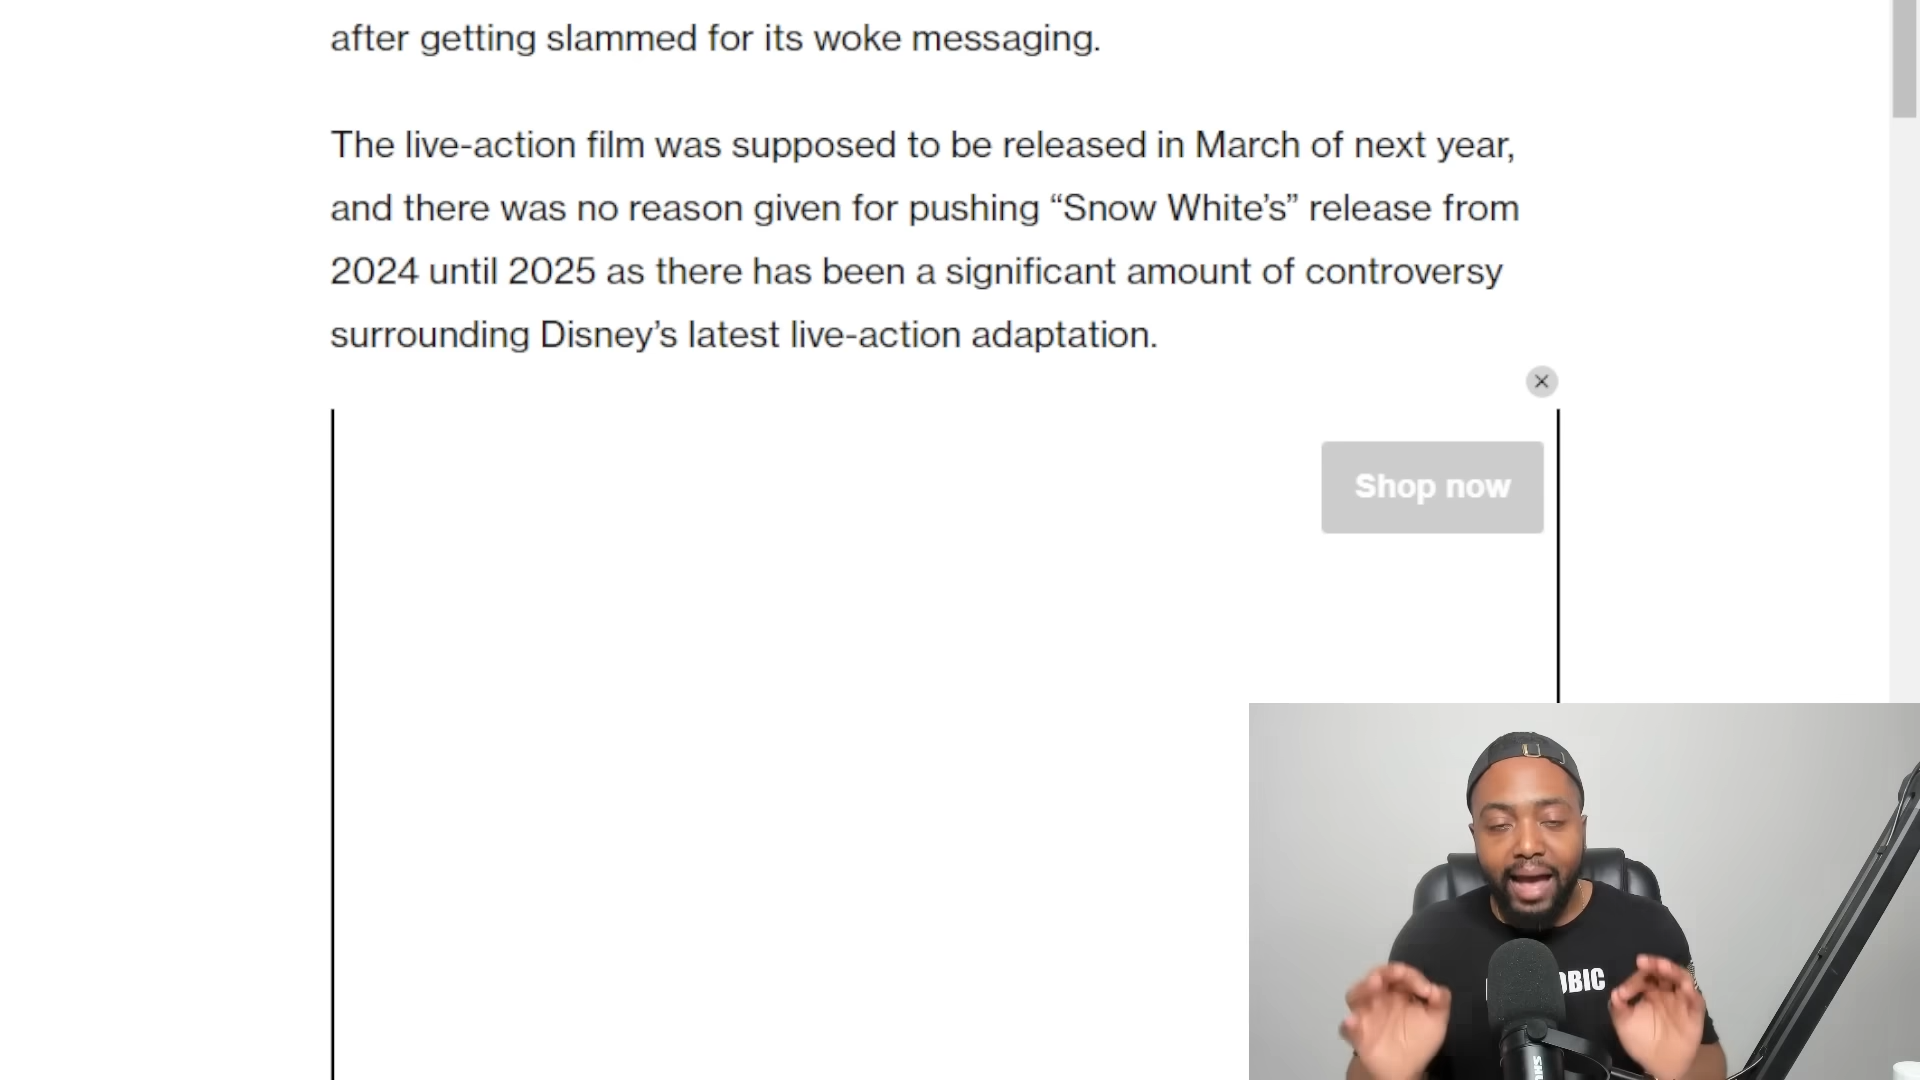 after getting slammed for its woke messaging.
The live-action film was supposed to be released in March of next year,
and there was no reason given for pushing “Snow White’s” release from
2024 until 2025 as there has been a significant amount of controversy
surrounding Disney’s latest live-action adaptation.
Shop now